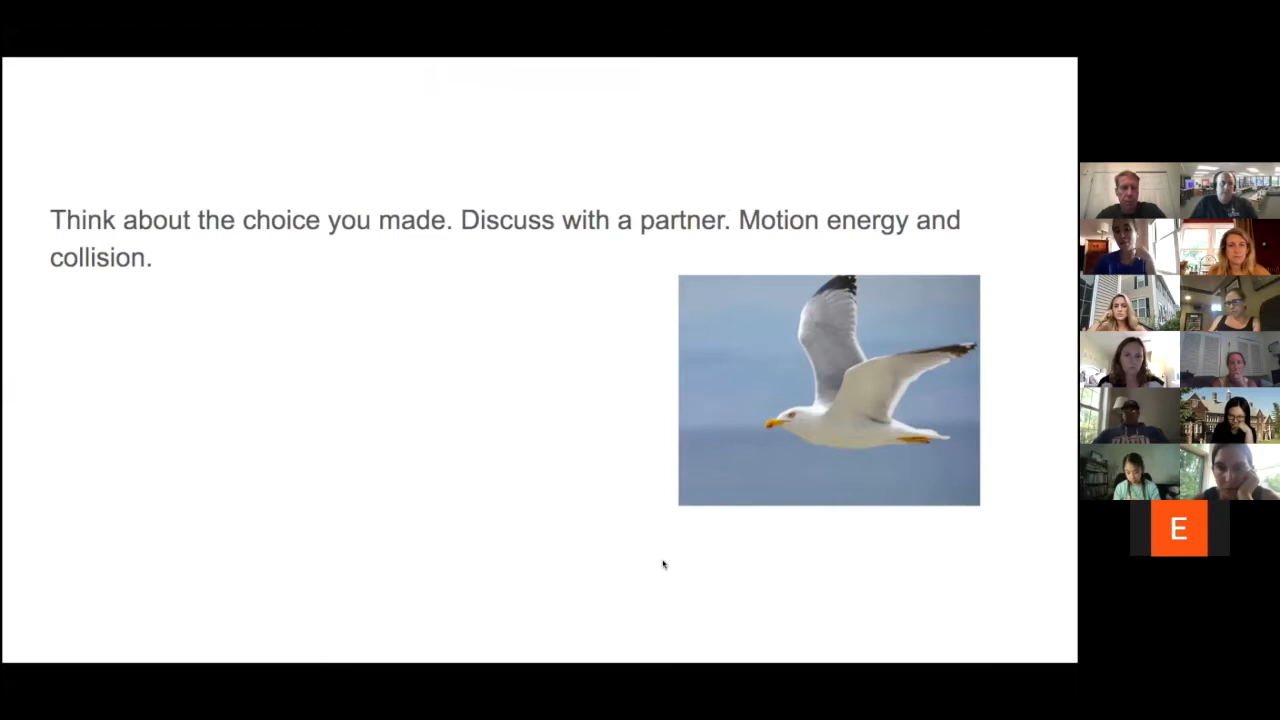 Think about the choice you made. Discuss with a partner. Motion energy and
collision.
E